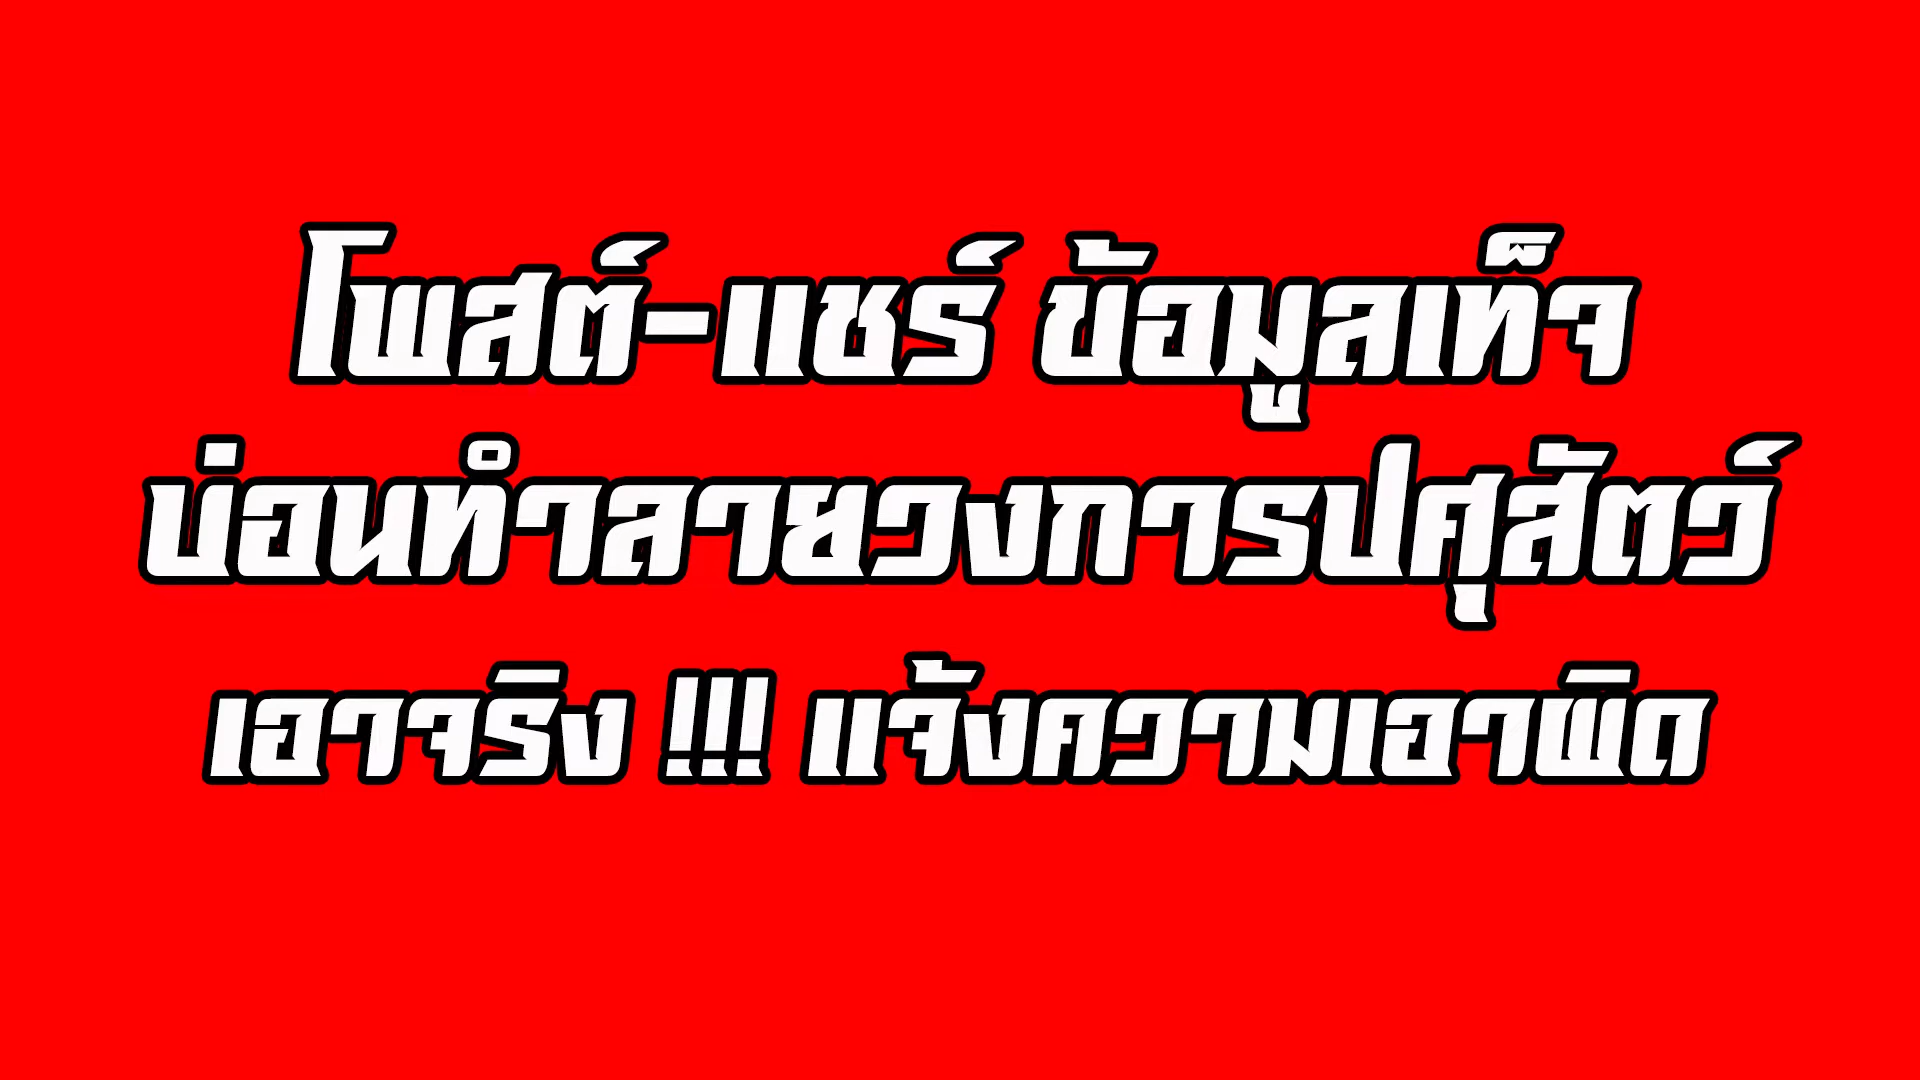 โพสต์-แชร์ ข้อมูลเท็จ
บ่อนทำลายวงการปศุสัตว์
เอาจริง !!! แจ้งความเอาผิด